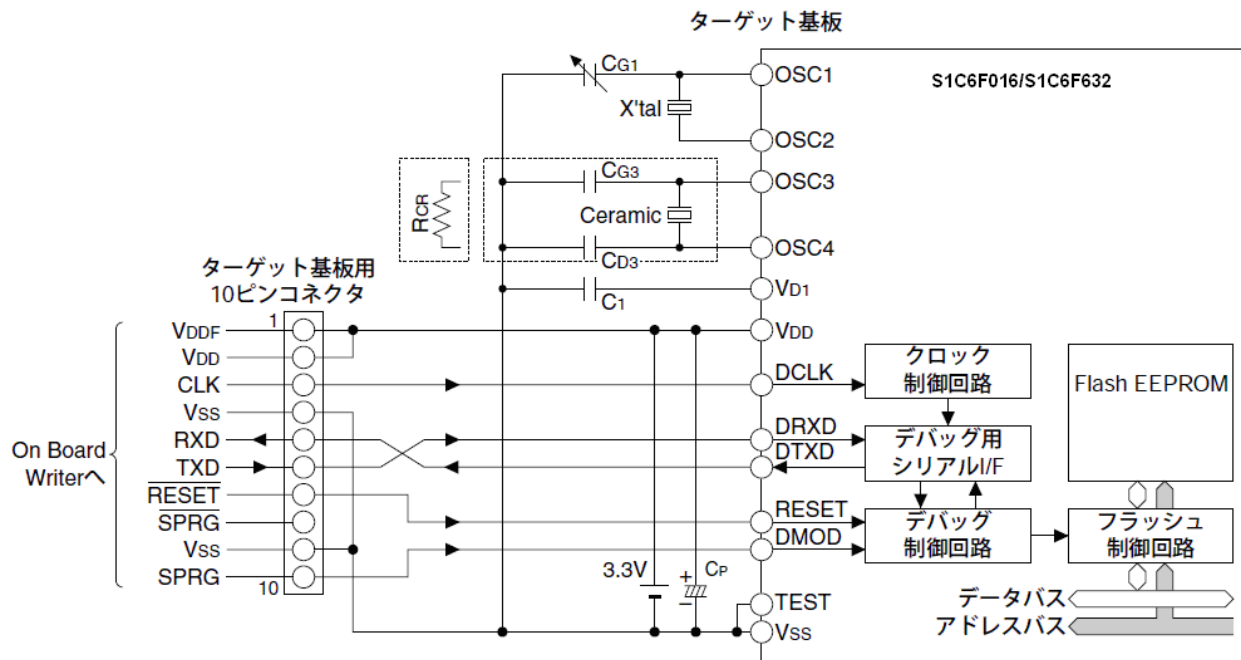 ターゲット基板
S1C6F016/S1C6F632
CG1
OSC1
X'tal
OSC2
CG3
OSC3
RCR
Ceramic
OSC4
CD3
ターゲット基板用
10ピンコネクタ
C1
VD1
1
VDDF
VDD
VDD
CLK
DCLK
クロック
制御回路
Flash EEPROM
VSS
On Board
Writerへ
RXD
DRXD
TXD
DTXD
デバッグ用
シリアルI/F
RESET
RESET
SPRG
DMOD
デバッグ
制御回路
フラッシュ
制御回路
VSS
SPRG
10
3.3V
+
CP
−
TEST
VSS
データバス
アドレスバス